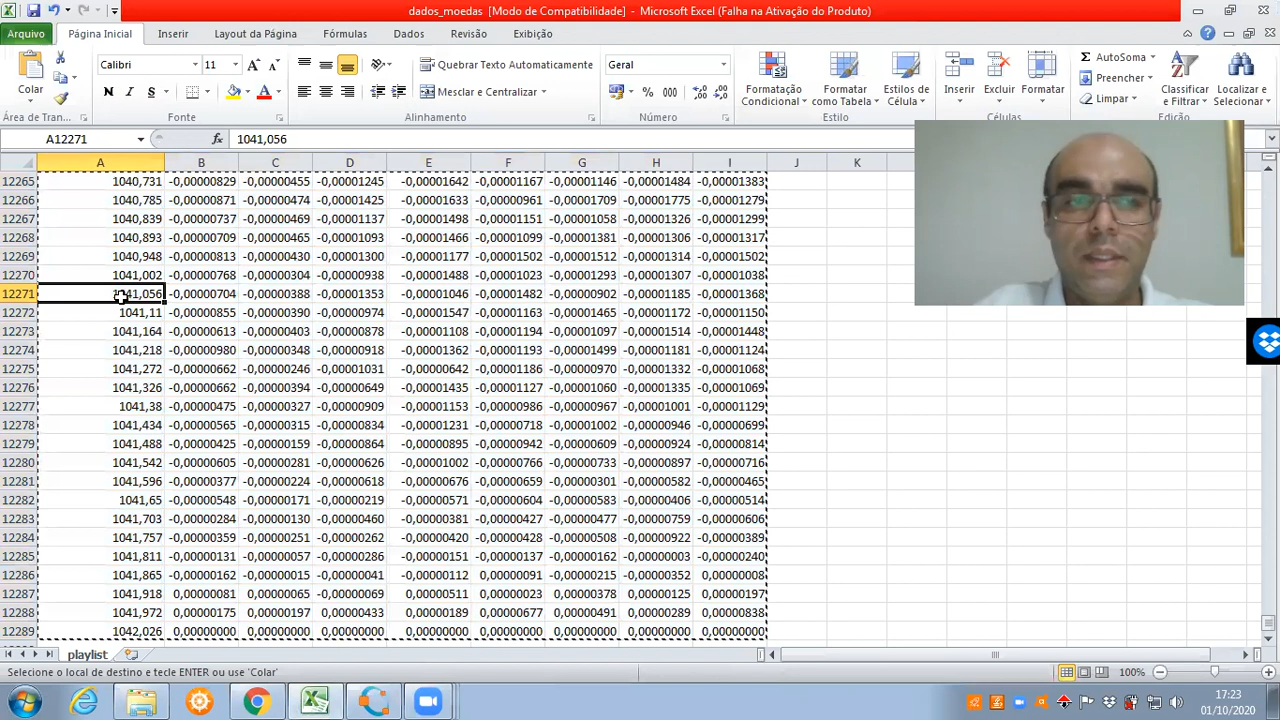 dados_moedas [Modo de Compatibilidade] - Microsoft Excel (Falha na Ativação do Produto)
Arquivo Página Inicial Inserir Layout da Página Fórmulas Dados Revisão Exibição
Calibri 11 Quebrar Texto Automaticamente Geral AutoSoma
Colar N I S Mesclar e Centralizar % 000 Formatação Condicional Formatar como Tabela Estilos de Célula Inserir Excluir Formatar Preencher Limpar Classificar e Filtrar Localizar e Selecionar
Área de Tran... Fonte Alinhamento Número Estilo Células Edição
A12271 fx 1041,056
A B C D E F G H I J K
12265 1040,731 -0,00000829 -0,00000455 -0,00001245 -0,00001642 -0,00001167 -0,00001146 -0,00001484 -0,00001383
12266 1040,785 -0,00000871 -0,00000474 -0,00001425 -0,00001633 -0,00000961 -0,00001709 -0,00001775 -0,00001279
12267 1040,839 -0,00000737 -0,00000469 -0,00001137 -0,00001498 -0,00001151 -0,00001058 -0,00001326 -0,00001299
12268 1040,893 -0,00000709 -0,00000465 -0,00001093 -0,00001466 -0,00001099 -0,00001381 -0,00001306 -0,00001317
12269 1040,948 -0,00000813 -0,00000430 -0,00001300 -0,00001177 -0,00001352 -0,00001506 -0,00001314 -0,00001502
12270 1041,002 -0,00000768 -0,00000304 -0,00000938 -0,00001488 -0,00001023 -0,00001293 -0,00001307 -0,00001038
12271 1041,056 -0,00000704 -0,00000388 -0,00001353 -0,00001046 -0,00001482 -0,00000902 -0,00001185 -0,00001368
12272 1041,11 -0,00000655 -0,00000390 -0,00000974 -0,00001547 -0,00001163 -0,00001465 -0,00001172 -0,00001150
12273 1041,164 -0,00000613 -0,00000403 -0,00000878 -0,00001108 -0,00001194 -0,00001097 -0,00001514 -0,00001448
12274 1041,218 -0,00000980 -0,00000348 -0,00000918 -0,00001362 -0,00001193 -0,00001499 -0,00001181 -0,00001124
12275 1041,272 -0,00000662 -0,00000246 -0,00001031 -0,00000642 -0,00001186 -0,00000970 -0,00001332 -0,00001068
12276 1041,326 -0,00000662 -0,00000394 -0,00000649 -0,00001435 -0,00001127 -0,00001060 -0,00001335 -0,00001069
12277 1041,38 -0,00000475 -0,00000327 -0,00000909 -0,00001153 -0,00000986 -0,00000967 -0,00001001 -0,00001129
12278 1041,434 -0,00000565 -0,00000315 -0,00000834 -0,00001231 -0,00000718 -0,00001002 -0,00000946 -0,00000699
12279 1041,488 -0,00000425 -0,00000159 -0,00000864 -0,00000895 -0,00000942 -0,00000609 -0,00000924 -0,00000814
12280 1041,542 -0,00000605 -0,00000281 -0,00000626 -0,00001002 -0,00000766 -0,00000733 -0,00000897 -0,00000716
12281 1041,596 -0,00000377 -0,00000224 -0,00000618 -0,00000676 -0,00000659 -0,00000301 -0,00000582 -0,00000465
12282 1041,65 -0,00000548 -0,00000171 -0,00000219 -0,00000571 -0,00000604 -0,00000583 -0,00000406 -0,00000514
12283 1041,703 -0,00000284 -0,00000130 -0,00000460 -0,00000381 -0,00000427 -0,00000477 -0,00000759 -0,00000606
12284 1041,757 -0,00000359 -0,00000251 -0,00000262 -0,00000420 -0,00000428 -0,00000508 -0,00000922 -0,00000389
12285 1041,811 -0,00000131 -0,00000057 -0,00000286 -0,00000151 -0,00000137 -0,00000162 -0,00000003 -0,00000240
12286 1041,865 -0,00000162 -0,00000015 -0,00000041 -0,00000112 0,00000091 -0,00000215 -0,00000352 0,00000008
12287 1041,918 0,00000081 0,00000065 -0,00000069 0,00000511 0,00000023 0,00000378 0,00000125 0,00000197
12288 1041,972 0,00000175 0,00000197 0,00000433 0,00000189 0,00000677 0,00000491 0,00000289 0,00000838
12289 1042,026 0,00000000 0,00000000 0,00000000 0,00000000 0,00000000 0,00000000 0,00000000 0,00000000
playlist
Selecione o local de destino e tecle ENTER ou use 'Colar' 100%
17:23
01/10/2020